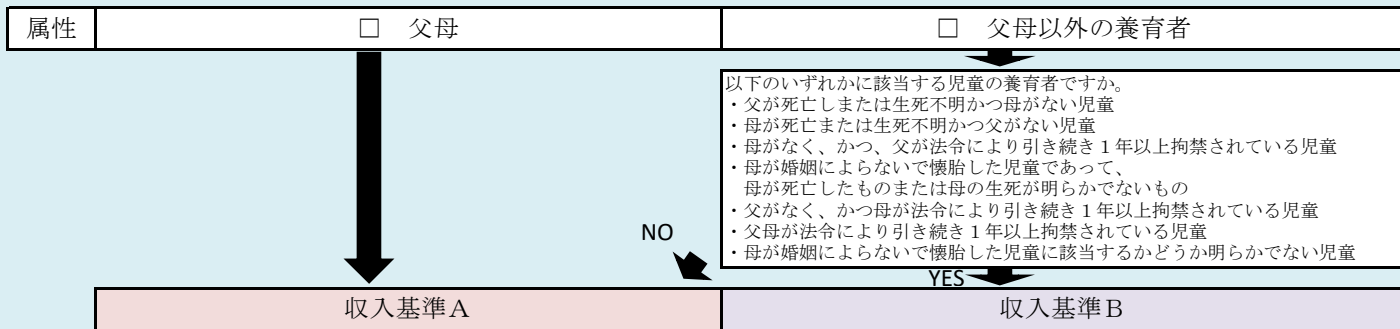 属性 □ 父母 □ 父母以外の養育者
以下のいずれかに該当する児童の養育者ですか。
・父が死亡しまたは生死不明かつ母がない児童
・母が死亡または生死不明かつ父がない児童
・母がなく、かつ、父が法令により引き続き１年以上拘禁されている児童
・母が婚姻によらないで懐胎した児童であって、
母が死亡したものまたは母の生死が明らかでないもの
・父がなく、かつ母が法令により引き続き１年以上拘禁されている児童
・父母が法令により引き続き１年以上拘禁されている児童
・母が婚姻によらないで懐胎した児童に該当するかどうか明らかでない児童
NO
YES
収入基準Ａ 収入基準Ｂ